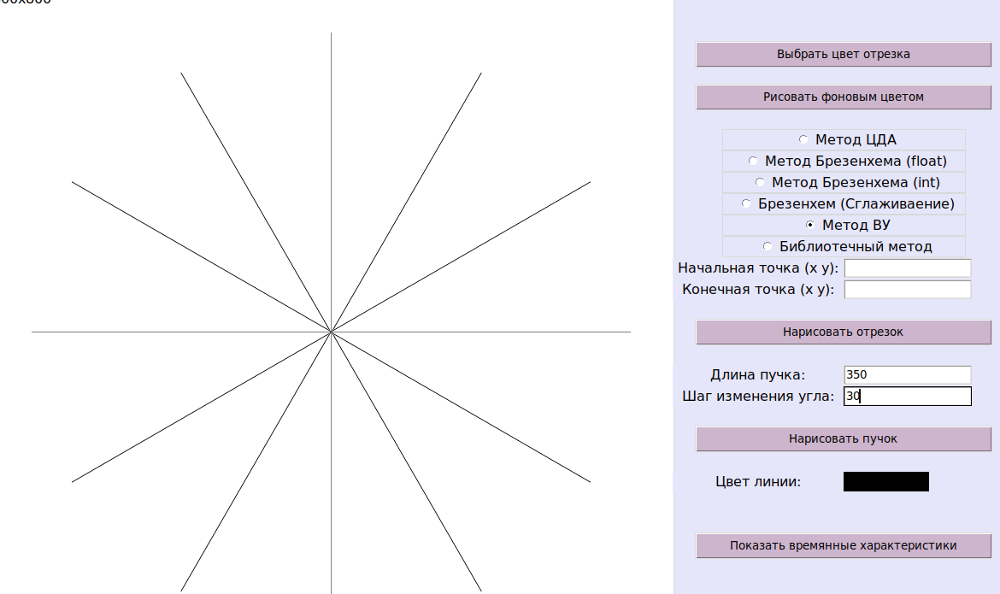 Выбрать цвет отрезка
Рисовать фоновым цветом
Метод ЦДА
Метод Брезенхема (float)
Метод Брезенхема (int)
Брезенхем (Сглаживаение)
Метод ВУ
Библиотечный метод
Начальная точка (x y):
Конечная точка (x y):
Нарисовать отрезок
Длина пучка: 350
Шаг изменения угла: 30
Нарисовать пучок
Цвет линии:
Показать времянные характеристики